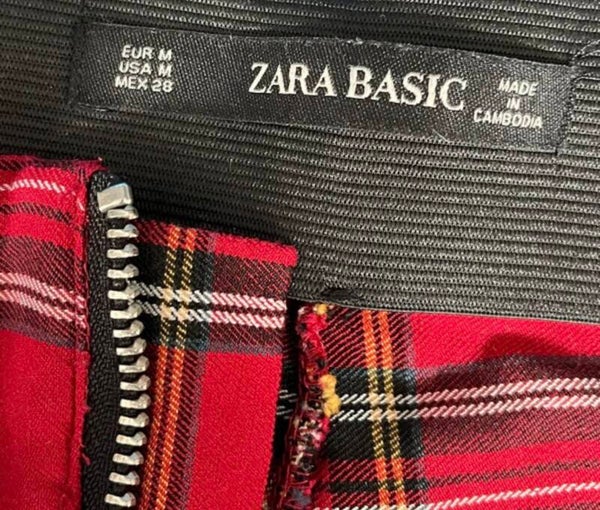 EUR M
USA M
MEX 28
ZARA BASIC
MADE
IN
CAMBODIA